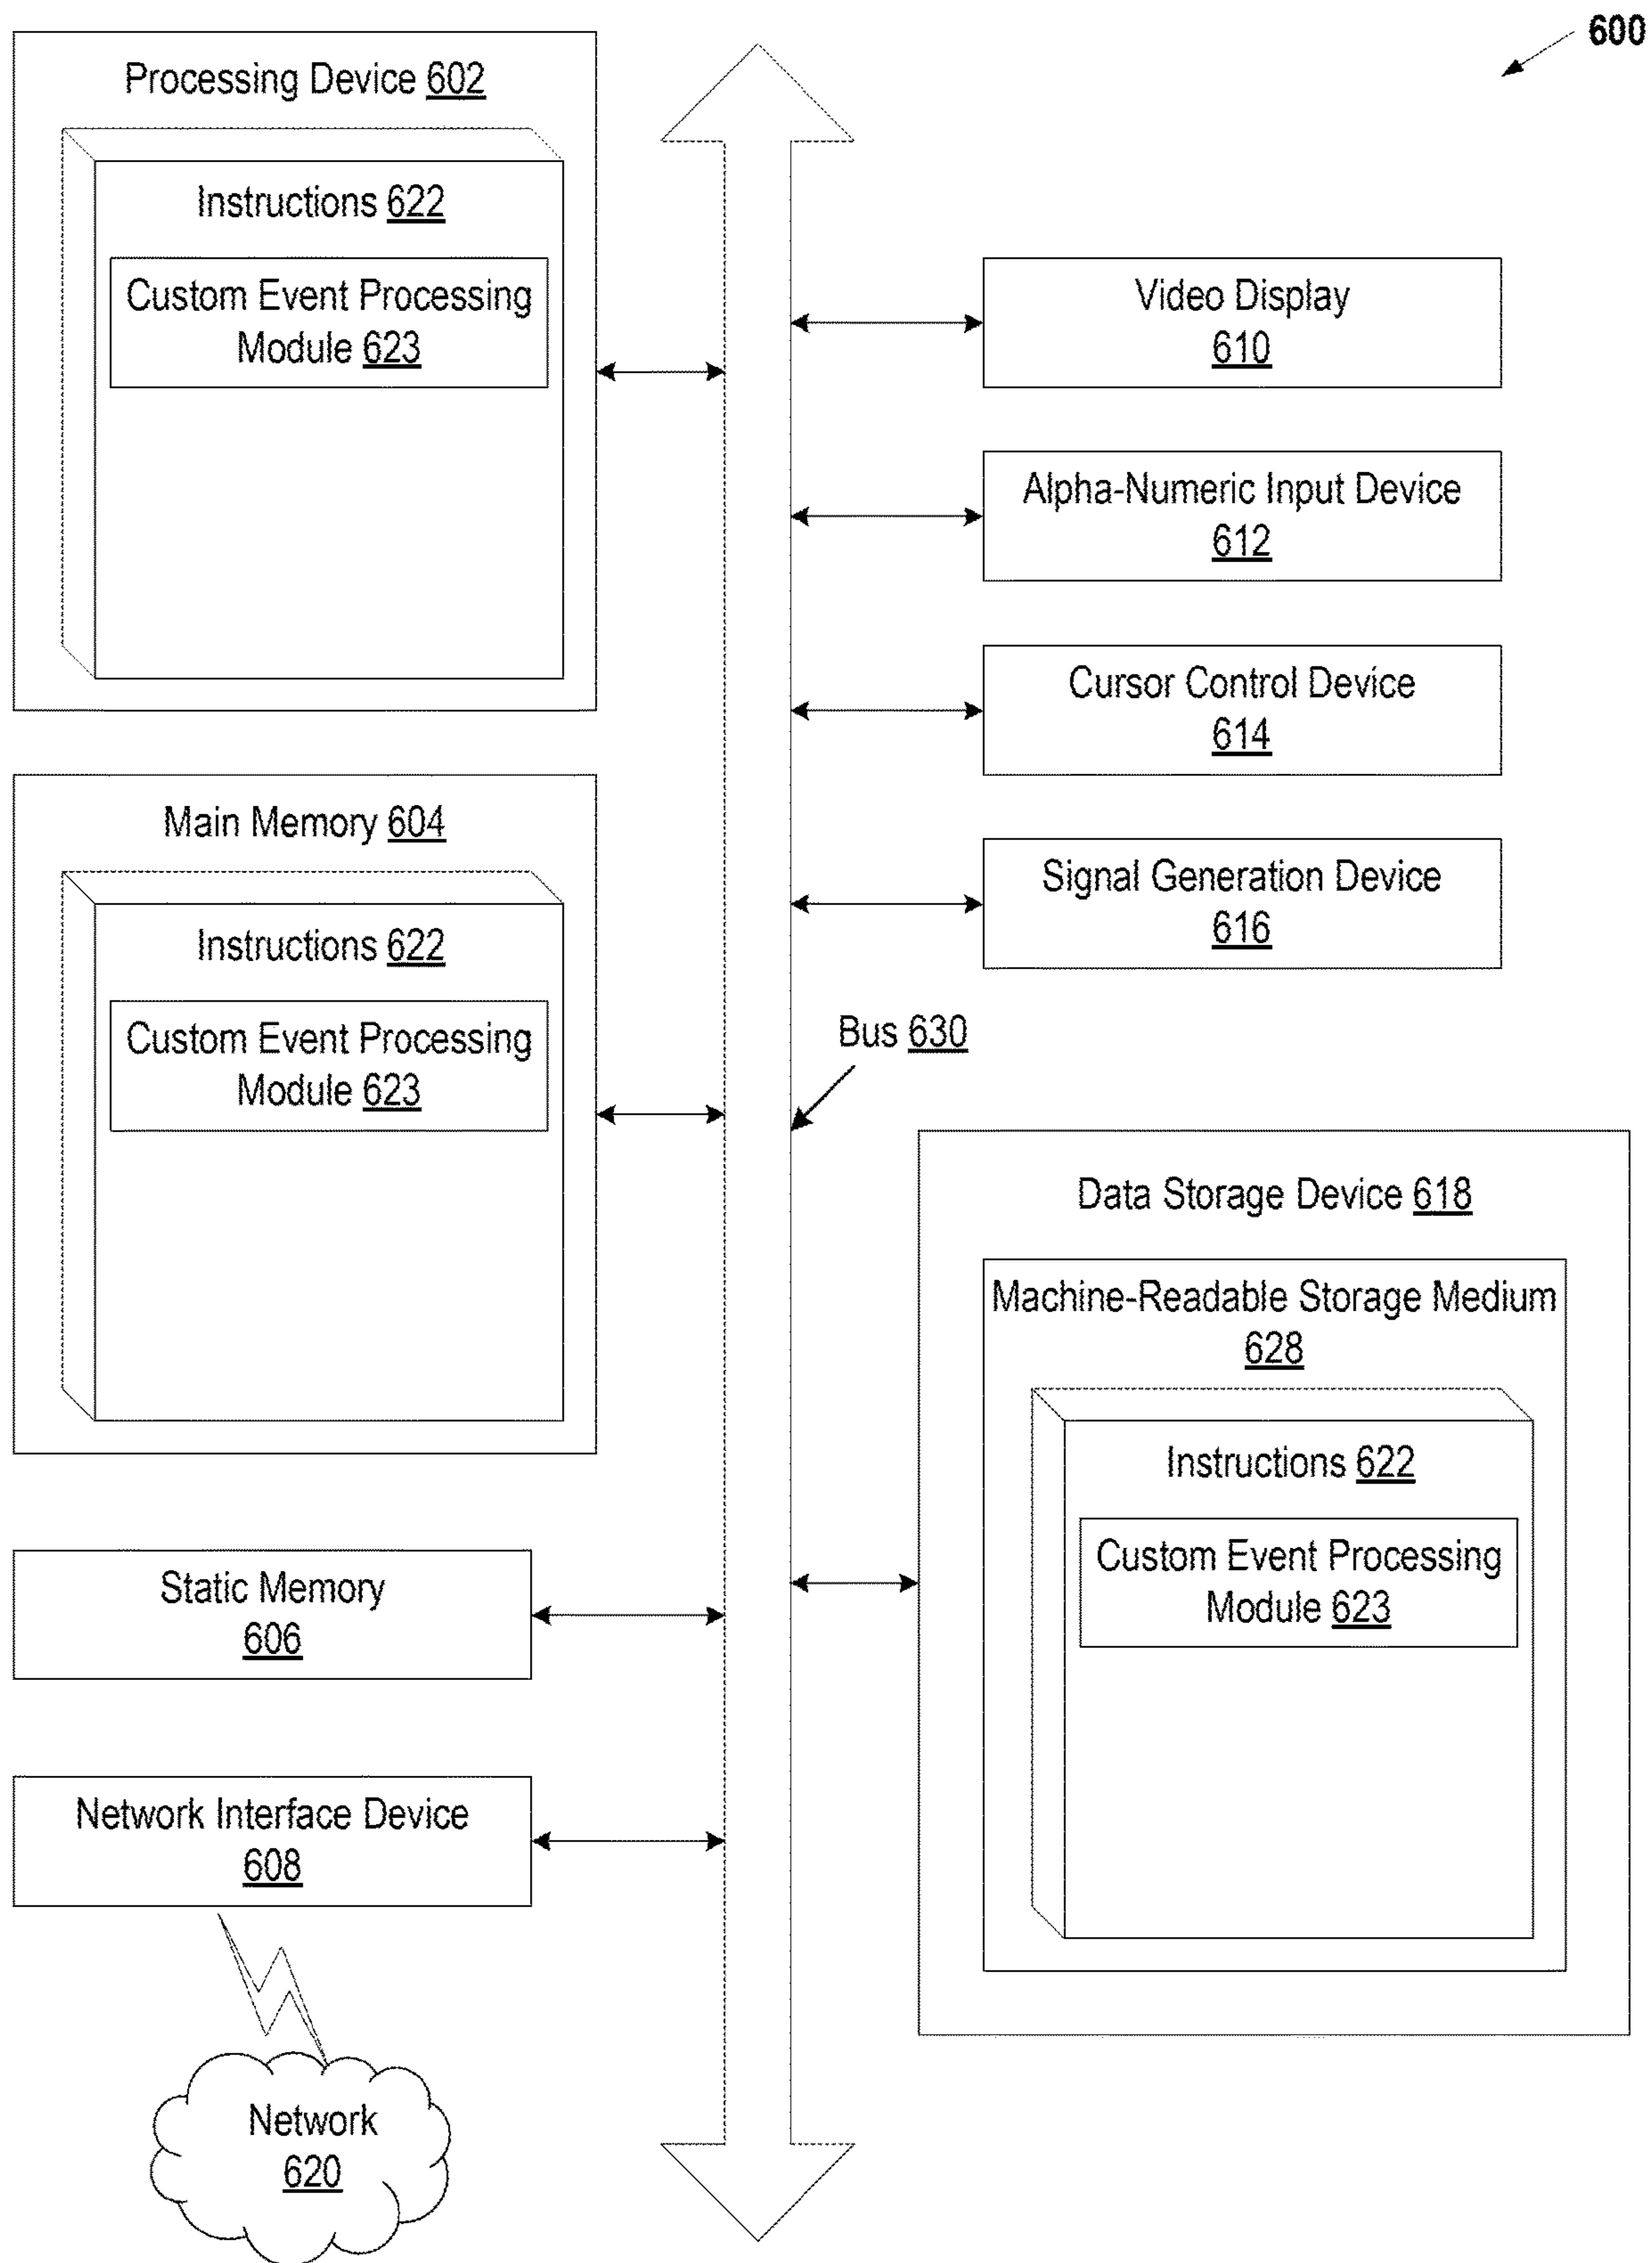 600
Processing Device 602
Instructions 622
Custom Event Processing
Module 623
Main Memory 604
Instructions 622
Custom Event Processing
Module 623
Static Memory
606
Network Interface Device
608
Network
620
Video Display
610
Alpha-Numeric Input Device
612
Cursor Control Device
614
Signal Generation Device
616
Bus 630
Data Storage Device 618
Machine-Readable Storage Medium
628
Instructions 622
Custom Event Processing
Module 623